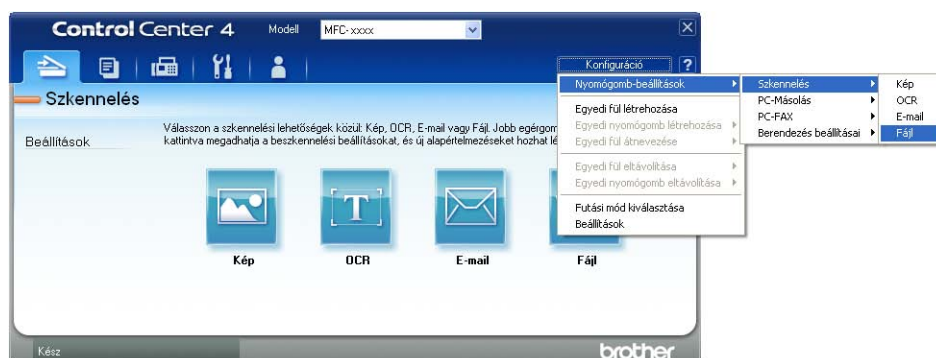 Control Center 4 Modell MFC-xxxx
Konfiguráció ?
Szkennelés
Beállítások
Válasszon a szkennelési lehetőségek közül: Kép, OCR, E-mail vagy Fájl. Jobb egérgom
kattintva megadhatja a beszkennelési beállításokat, és új alapértelmezéseket hozhat lé
Kép OCR E-mail Fájl
Nyomógomb-beállítások
Egyedi fül létrehozása
Egyedi nyomógomb létrehozása
Egyedi fül átnevezése
Egyedi fül eltávolítása
Egyedi nyomógomb eltávolítása
Futási mód kiválasztása
Beállítások
Szkennelés
PC-Másolás
PC-FAX
Berendezés beállításai
Kép
OCR
E-mail
Fájl
Kész brother